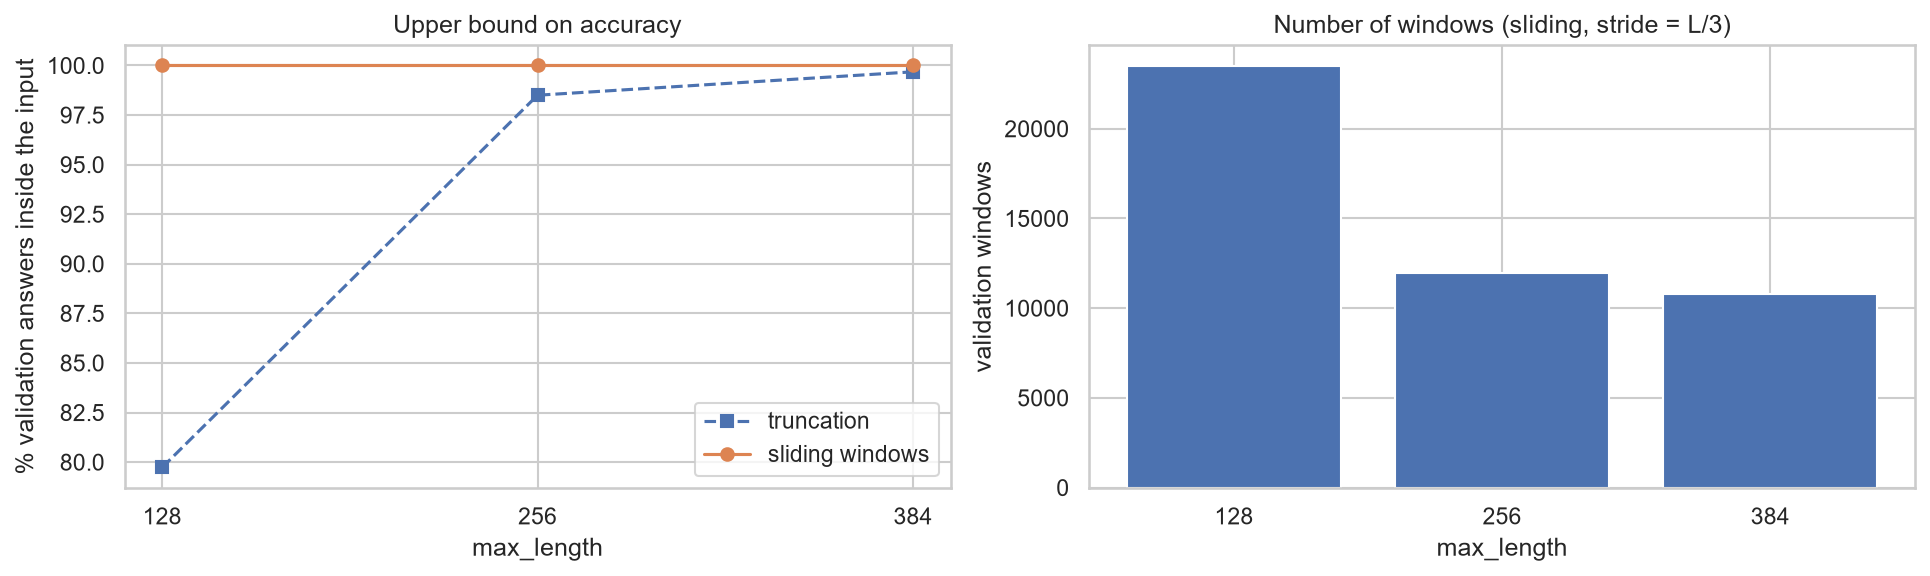 Upper bound on accuracy
% validation answers inside the input
100.0
97.5
95.0
92.5
90.0
87.5
85.0
82.5
80.0
truncation
sliding windows
128
256
384
max_length
Number of windows (sliding, stride = L/3)
validation windows
20000
15000
10000
5000
0
128
256
384
max_length